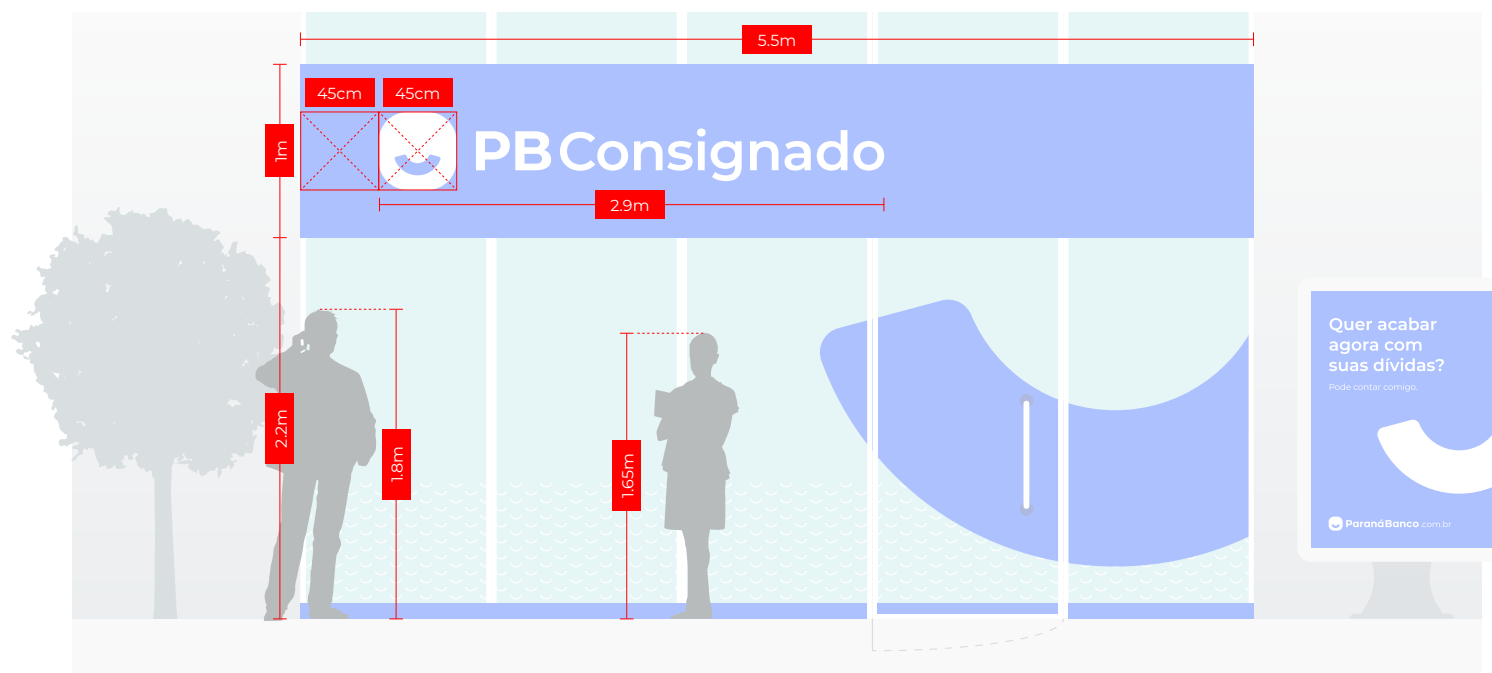 5.5m
45cm
45cm
1m
PB Consignado
2.9m
2.2m
1.8m
1.65m
Quer acabar
agora com
suas dívidas?
Pode contar comigo.
ParanáBanco.com.br